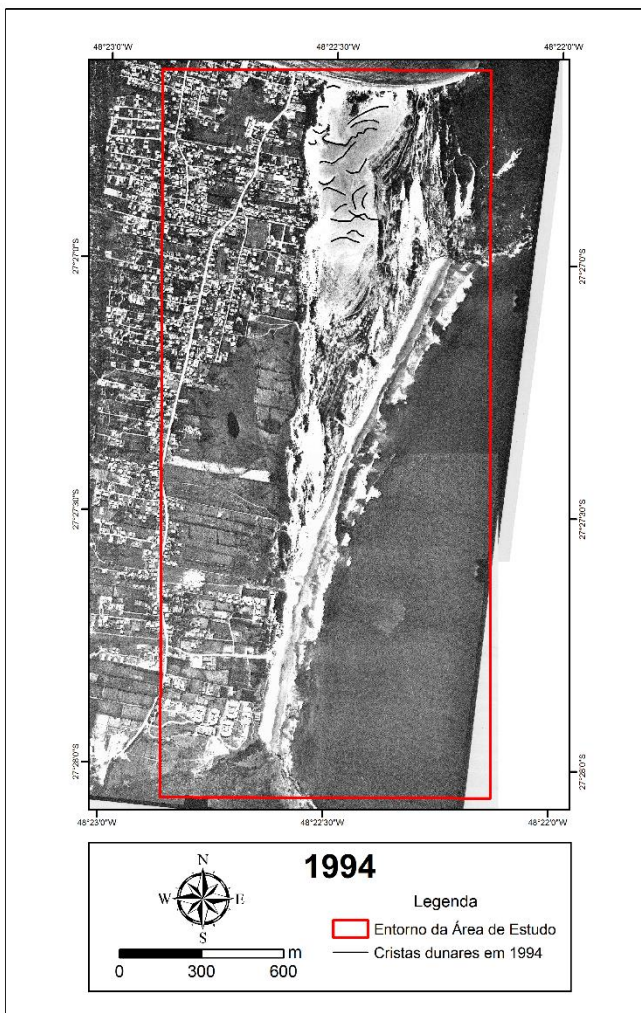 48°23'0"W 48°22'30"W 48°22'0"W
27°27'0"S 27°27'0"S
27°27'30"S 27°27'30"S
27°28'0"S 27°28'0"S
48°23'0"W 48°22'30"W 48°22'0"W
1994
N
W E
S
Legenda
Entorno da Área de Estudo
Cristas dunares em 1994
m
0 300 600